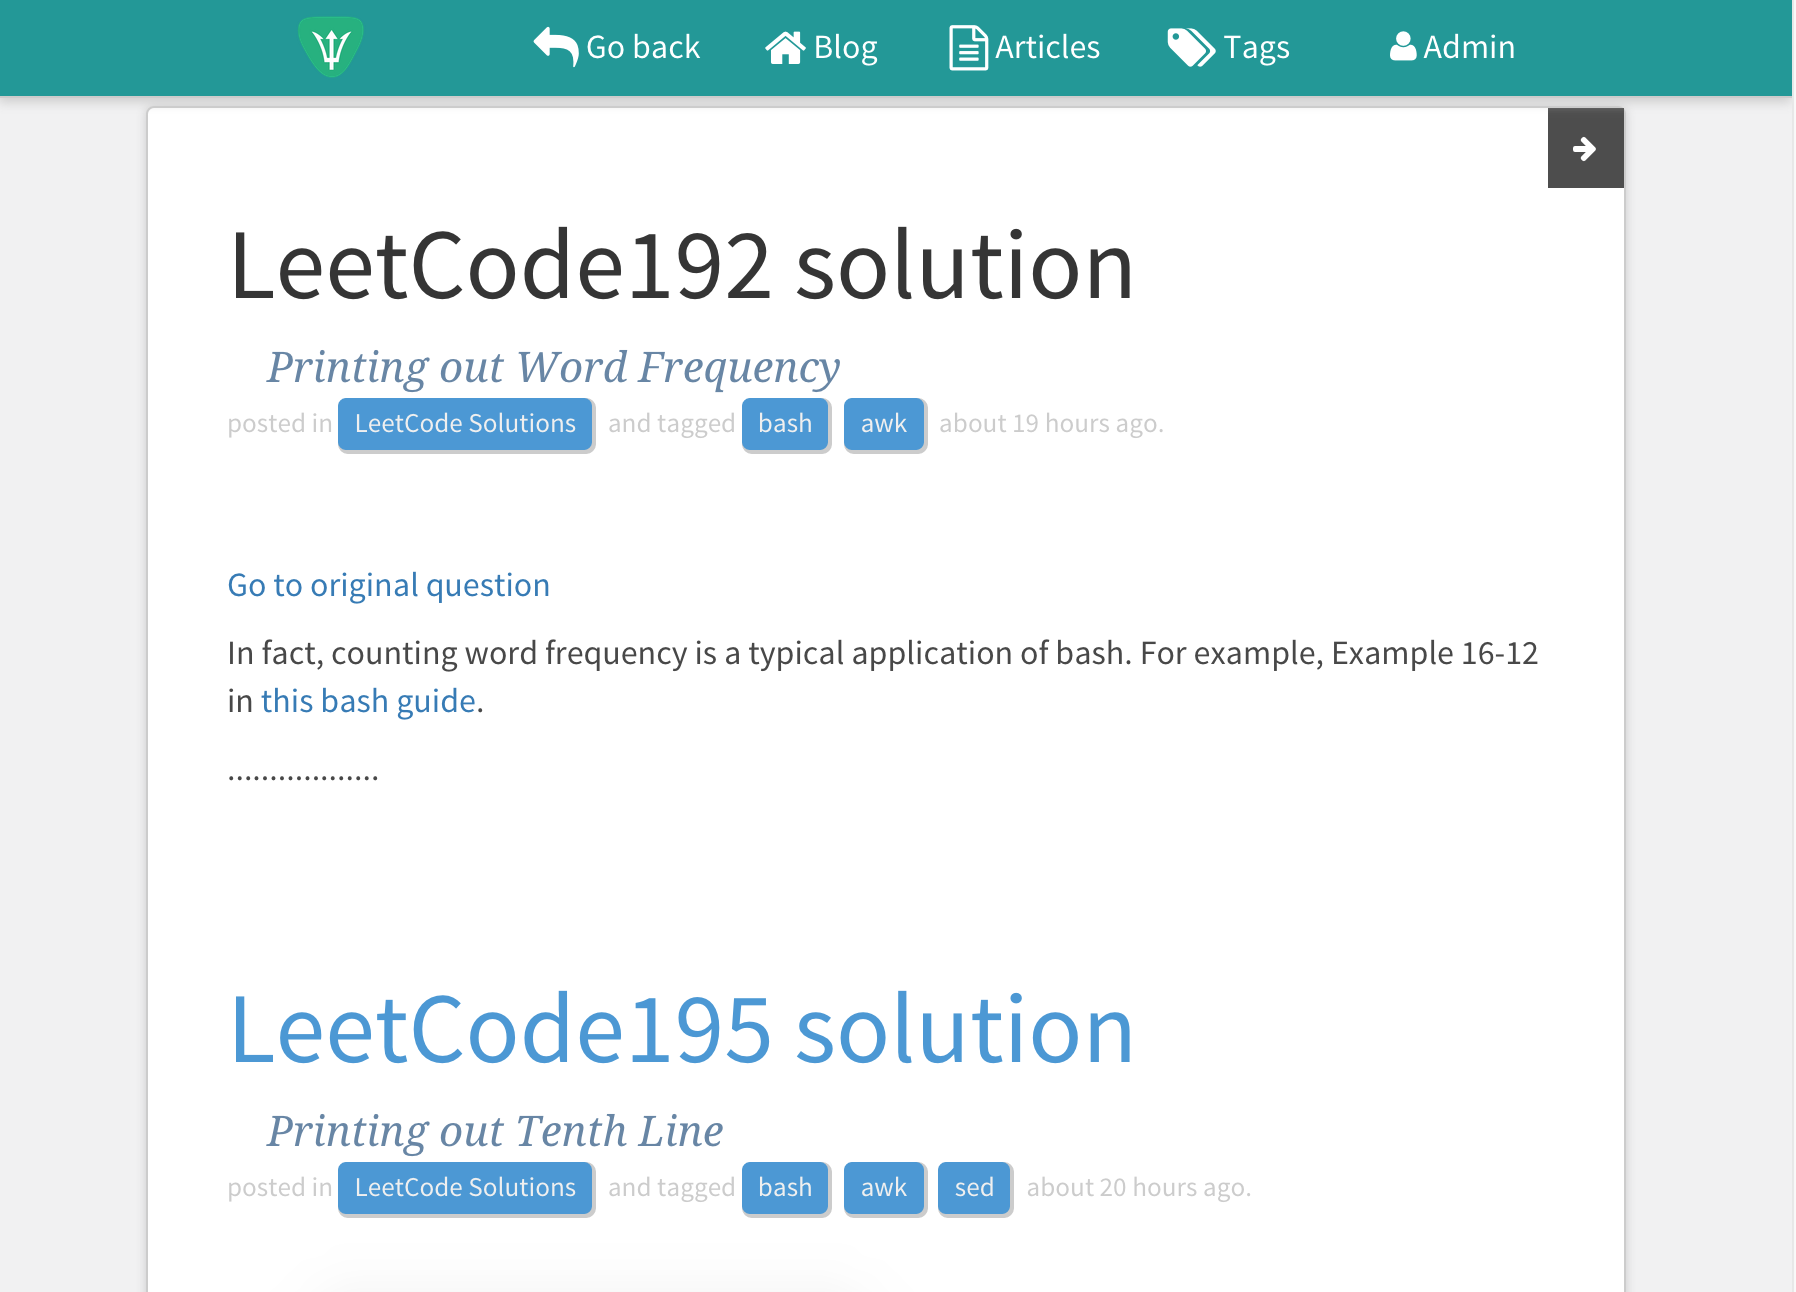 Go back Blog Articles Tags Admin
LeetCode192 solution
Printing out Word Frequency
posted in LeetCode Solutions and tagged bash awk about 19 hours ago.
Go to original question
In fact, counting word frequency is a typical application of bash. For example, Example 16-12
in this bash guide.
..................
LeetCode195 solution
Printing out Tenth Line
posted in LeetCode Solutions and tagged bash awk sed about 20 hours ago.